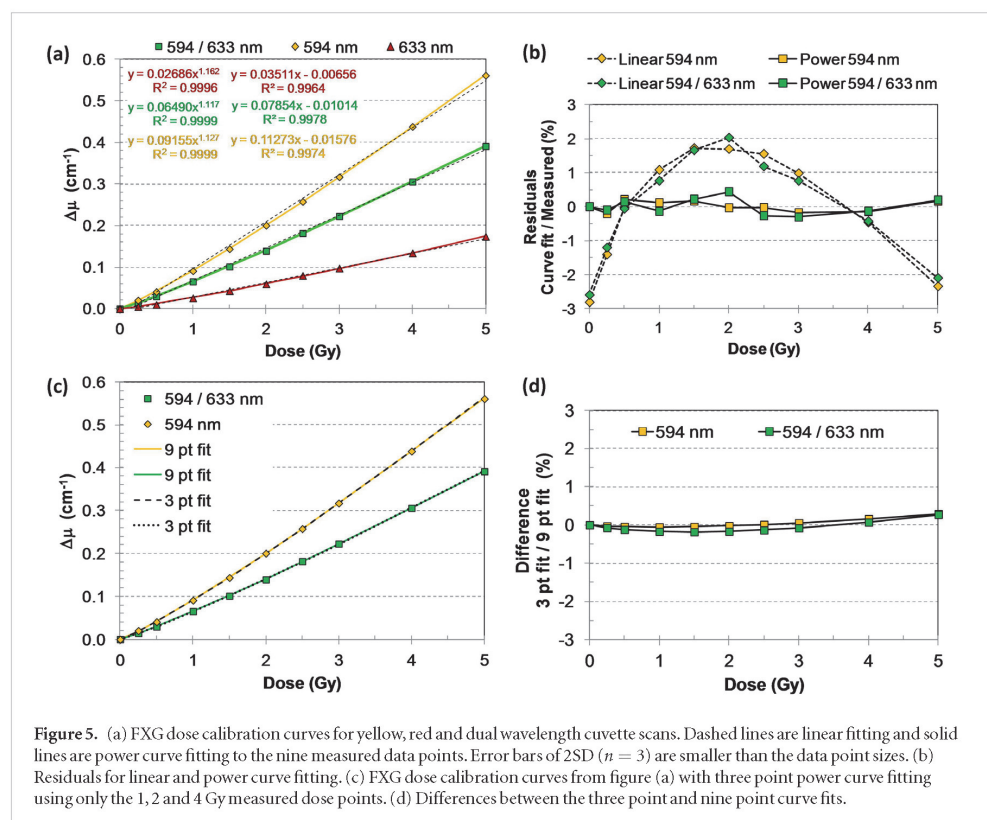 (a)
594 / 633 nm 594 nm 633 nm
y = 0.02686x^1.162 y = 0.03511x - 0.00656
R² = 0.9996 R² = 0.9964
y = 0.06490x^1.117 y = 0.07854x - 0.01014
R² = 0.9999 R² = 0.9978
y = 0.09155x^1.127 y = 0.11273x - 0.01576
R² = 0.9999 R² = 0.9974
Δμ (cm⁻¹)
0.6
0.5
0.4
0.3
0.2
0.1
0.0
0 1 2 3 4 5
Dose (Gy)
(b)
Linear 594 nm Power 594 nm
Linear 594 / 633 nm Power 594 / 633 nm
Residuals
Curve fit / Measured (%)
3
2
1
0
-1
-2
-3
0 1 2 3 4 5
Dose (Gy)
(c)
594 / 633 nm
594 nm
9 pt fit
9 pt fit
3 pt fit
3 pt fit
Δμ (cm⁻¹)
0.6
0.5
0.4
0.3
0.2
0.1
0.0
0 1 2 3 4 5
Dose (Gy)
(d)
594 nm 594 / 633 nm
Difference
3 pt fit / 9 pt fit (%)
3
2
1
0
-1
-2
-3
0 1 2 3 4 5
Dose (Gy)
Figure 5. (a) FXG dose calibration curves for yellow, red and dual wavelength cuvette scans. Dashed lines are linear fitting and solid
lines are power curve fitting to the nine measured data points. Error bars of 2SD (n = 3) are smaller than the data point sizes. (b)
Residuals for linear and power curve fitting. (c) FXG dose calibration curves from figure (a) with three point power curve fitting
using only the 1, 2 and 4 Gy measured dose points. (d) Differences between the three point and nine point curve fits.